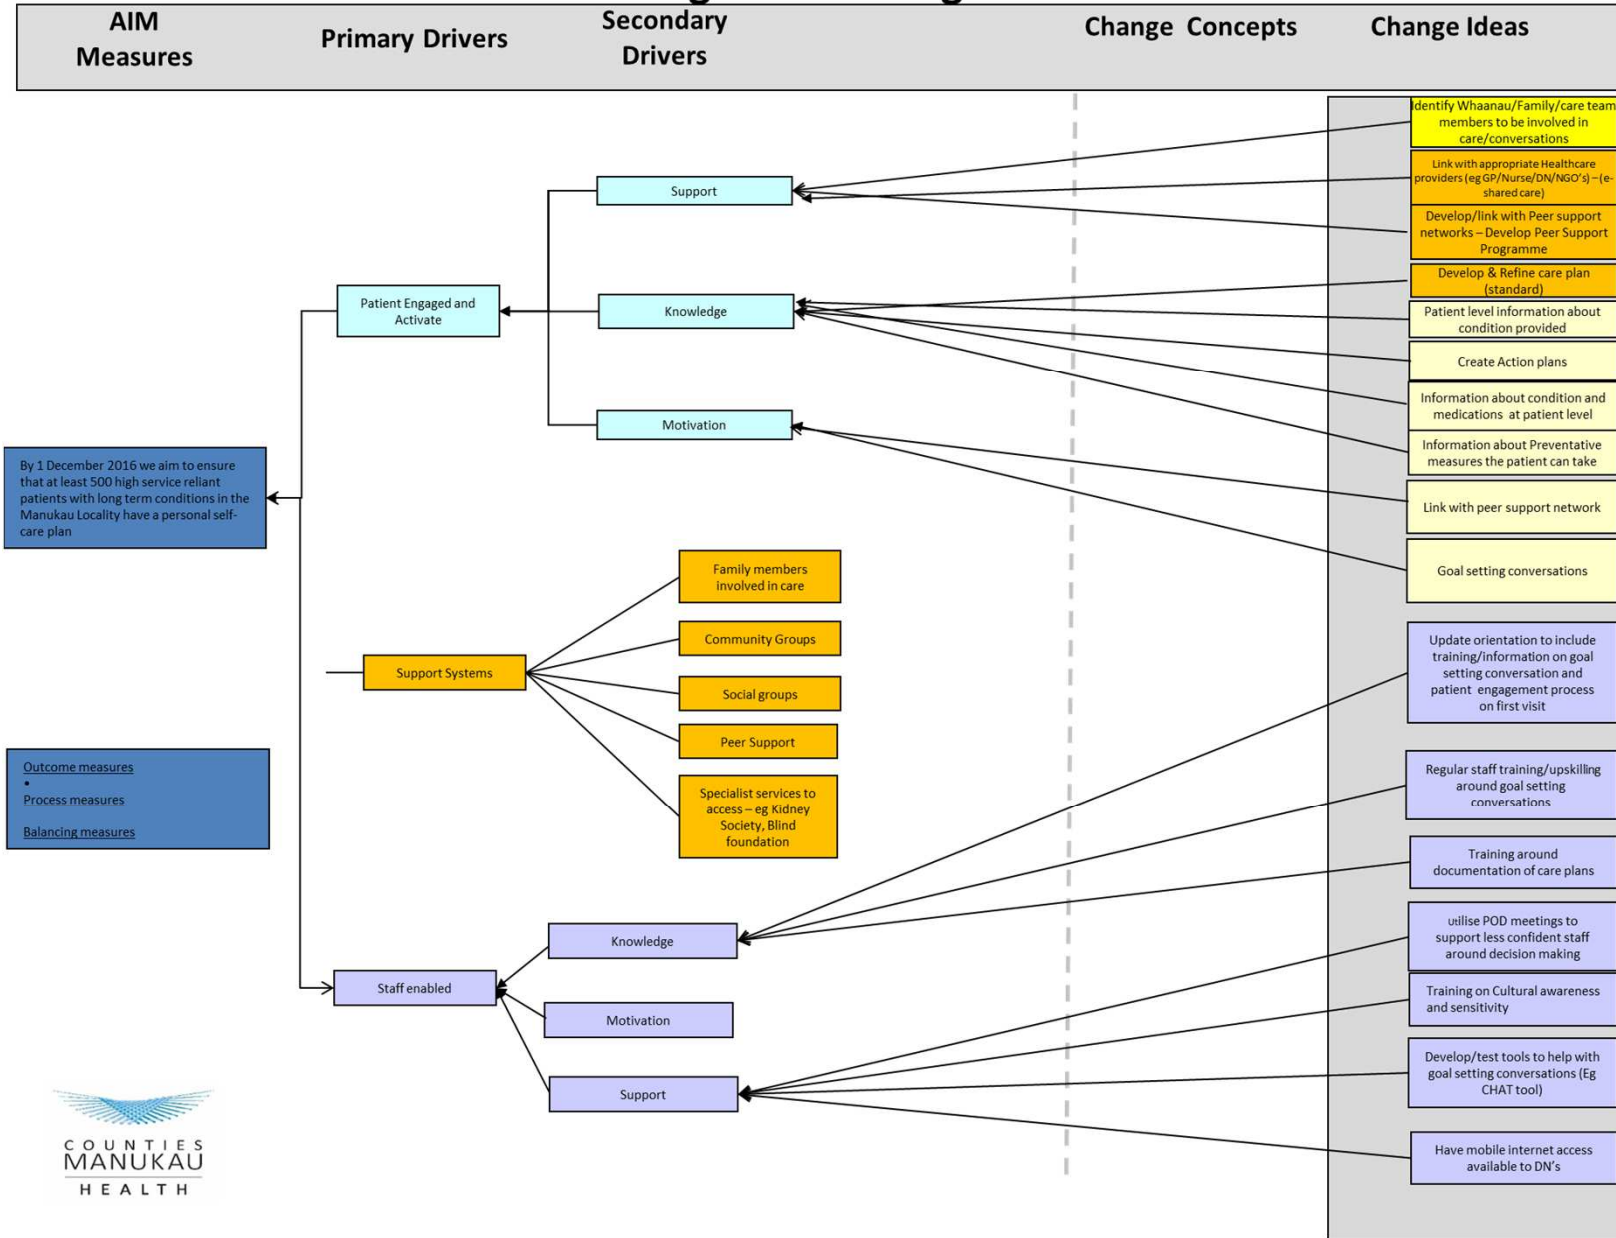 AIM
Measures
Primary Drivers
Secondary
Drivers
Change Concepts
Change Ideas
Identify Whaanau/Family/care team
members to be involved in
care/conversations
Link with appropriate Healthcare
providers (eg GP/Nurse/DN/NGO's) – (e-
shared care)
Develop/link with Peer support
networks – Develop Peer Support
Programme
Develop & Refine care plan
(standard)
Patient level information about
condition provided
Create Action plans
Information about condition and
medications at patient level
Information about Preventative
measures the patient can take
Link with peer support network
Goal setting conversations
Support
Knowledge
Motivation
Patient Engaged and
Activate
By 1 December 2016 we aim to ensure
that at least 500 high service reliant
patients with long term conditions in the
Manukau Locality have a personal self-
care plan
Outcome measures
•
Process measures
Balancing measures
Support Systems
Family members
involved in care
Community Groups
Social groups
Peer Support
Specialist services to
access – eg Kidney
Society, Blind
foundation
Staff enabled
Knowledge
Motivation
Support
Update orientation to include
training/information on goal
setting conversation and
patient engagement process
on first visit
Regular staff training/upskilling
around goal setting
conversations
Training around
documentation of care plans
Utilise POD meetings to
support less confident staff
around decision making
Training on Cultural awareness
and sensitivity
Develop/test tools to help with
goal setting conversations (Eg
CHAT tool)
Have mobile internet access
available to DN's
COUNTIES
MANUKAU
HEALTH